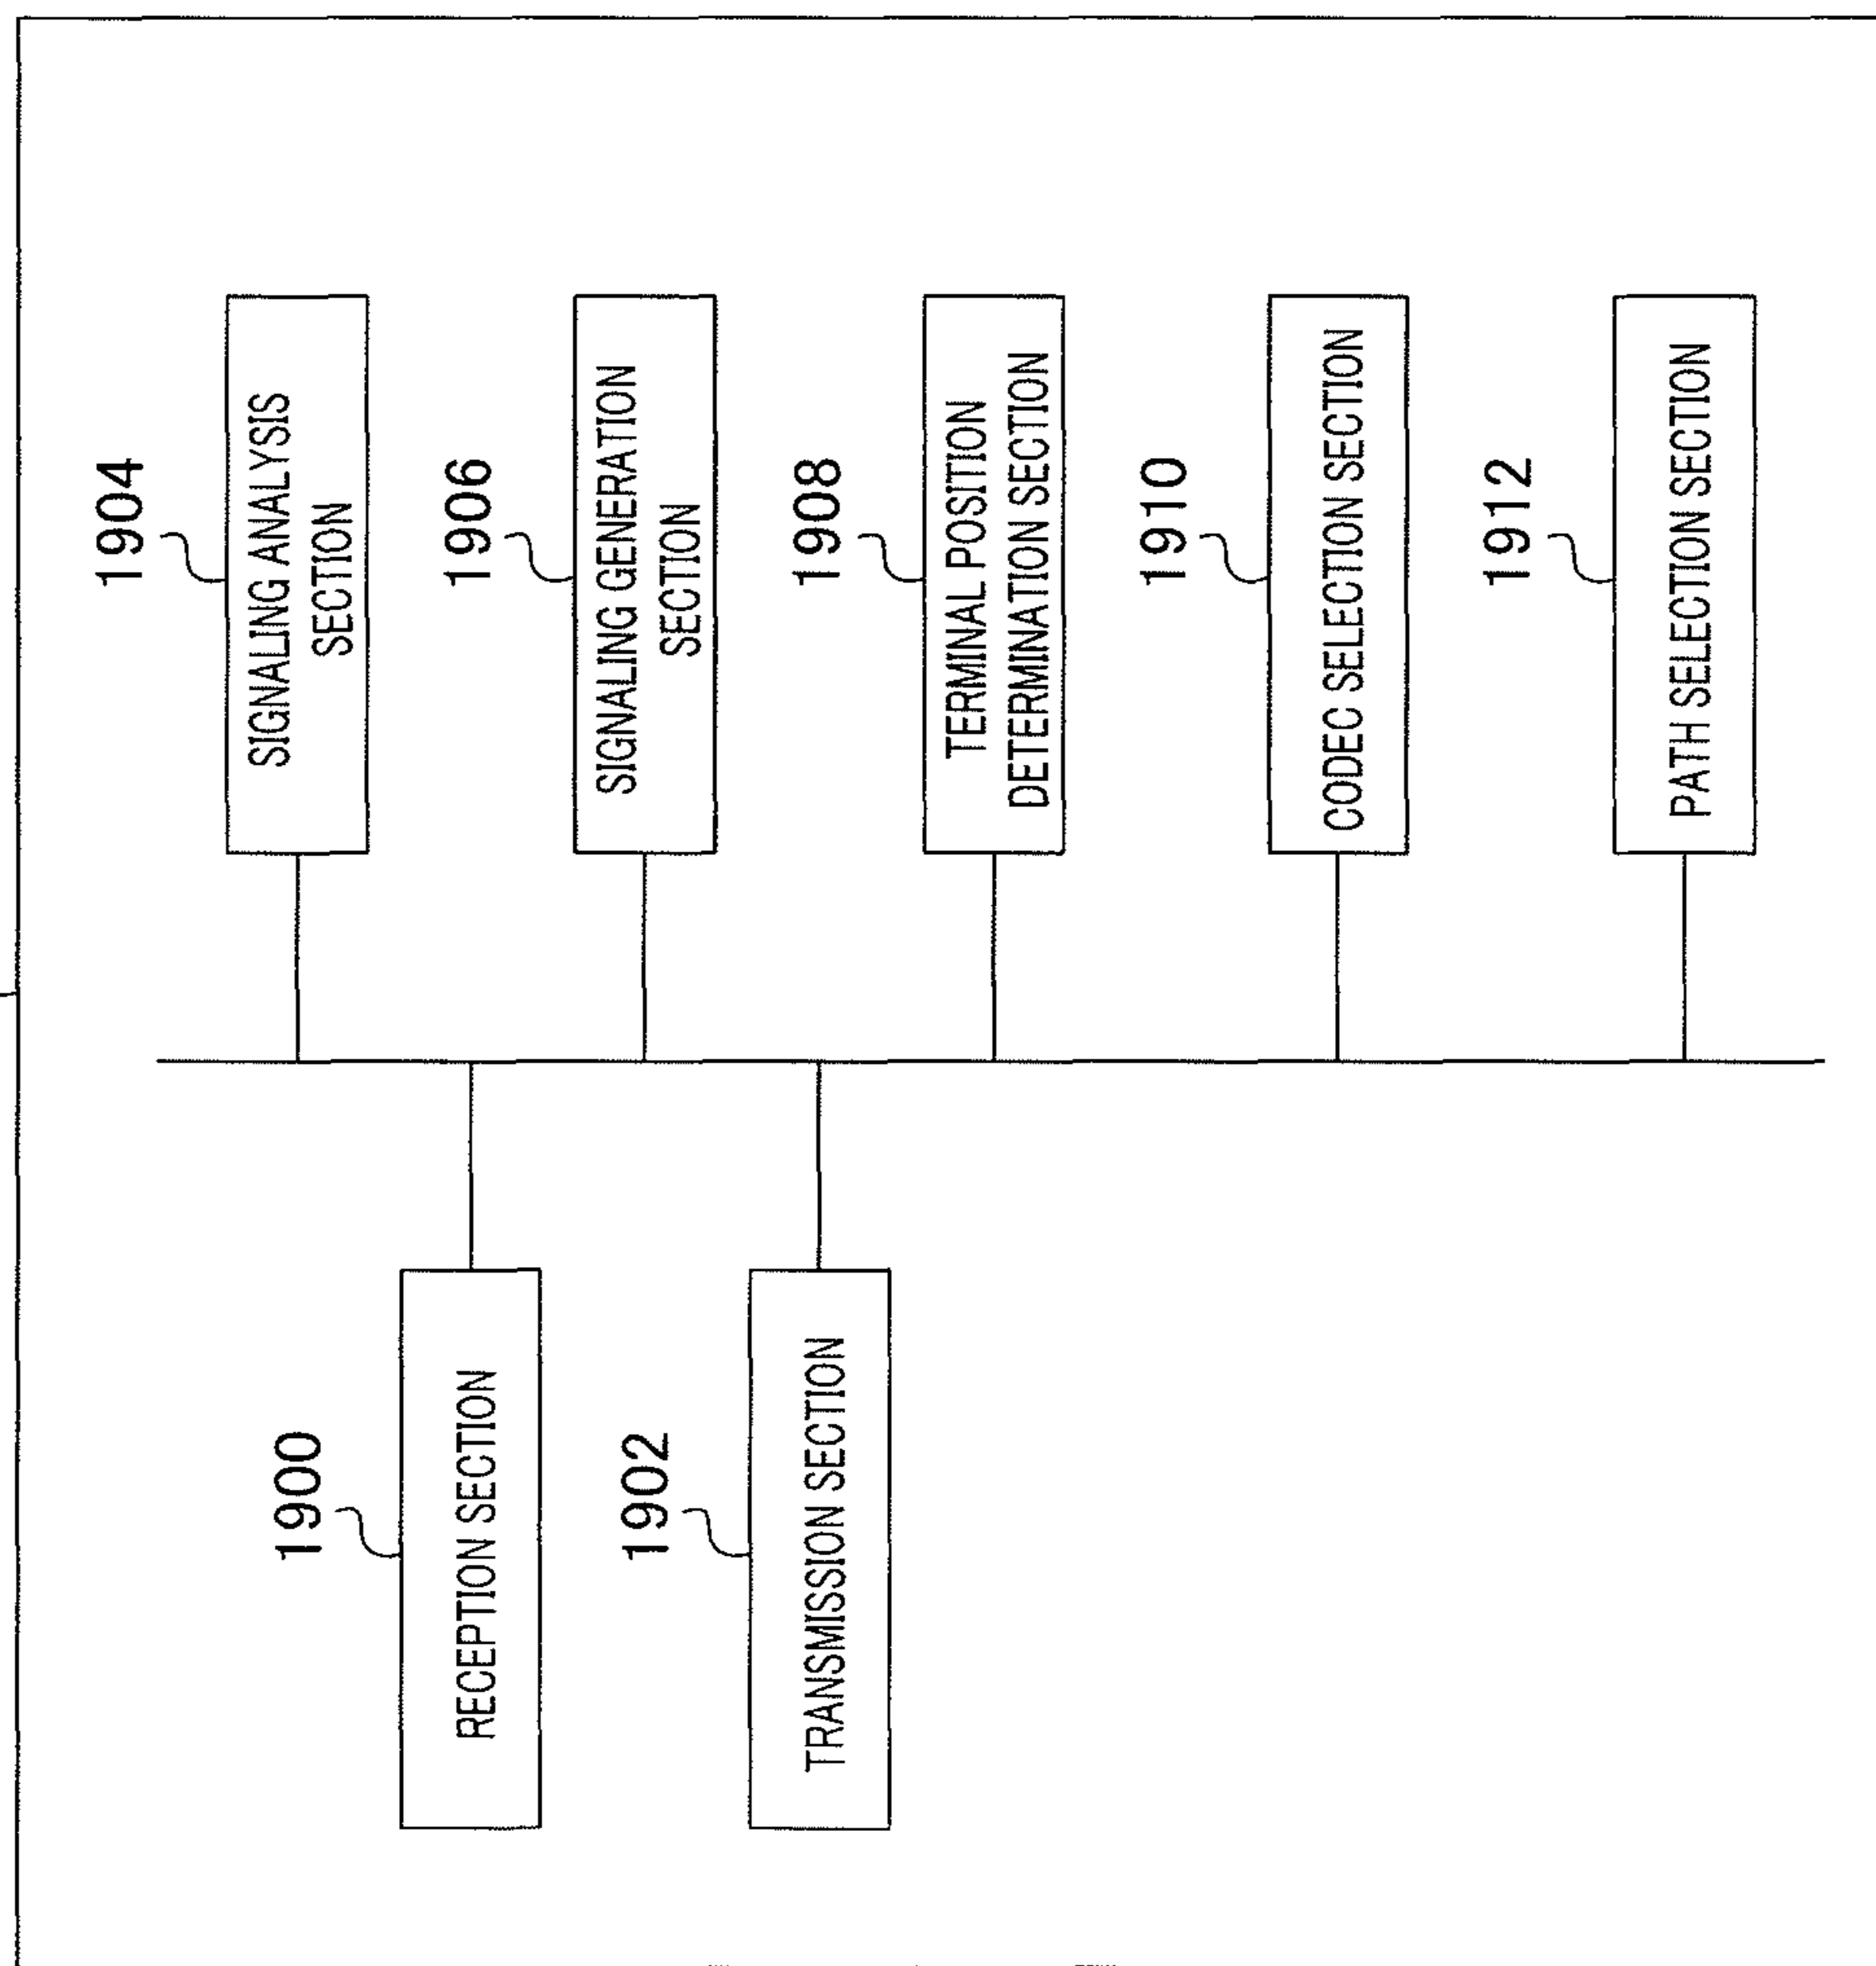 1900
RECEPTION SECTION
1902
TRANSMISSION SECTION
1904
SIGNALING ANALYSIS
SECTION
1906
SIGNALING GENERATION
SECTION
1908
TERMINAL POSITION
DETERMINATION SECTION
1910
CODEC SELECTION SECTION
1912
PATH SELECTION SECTION